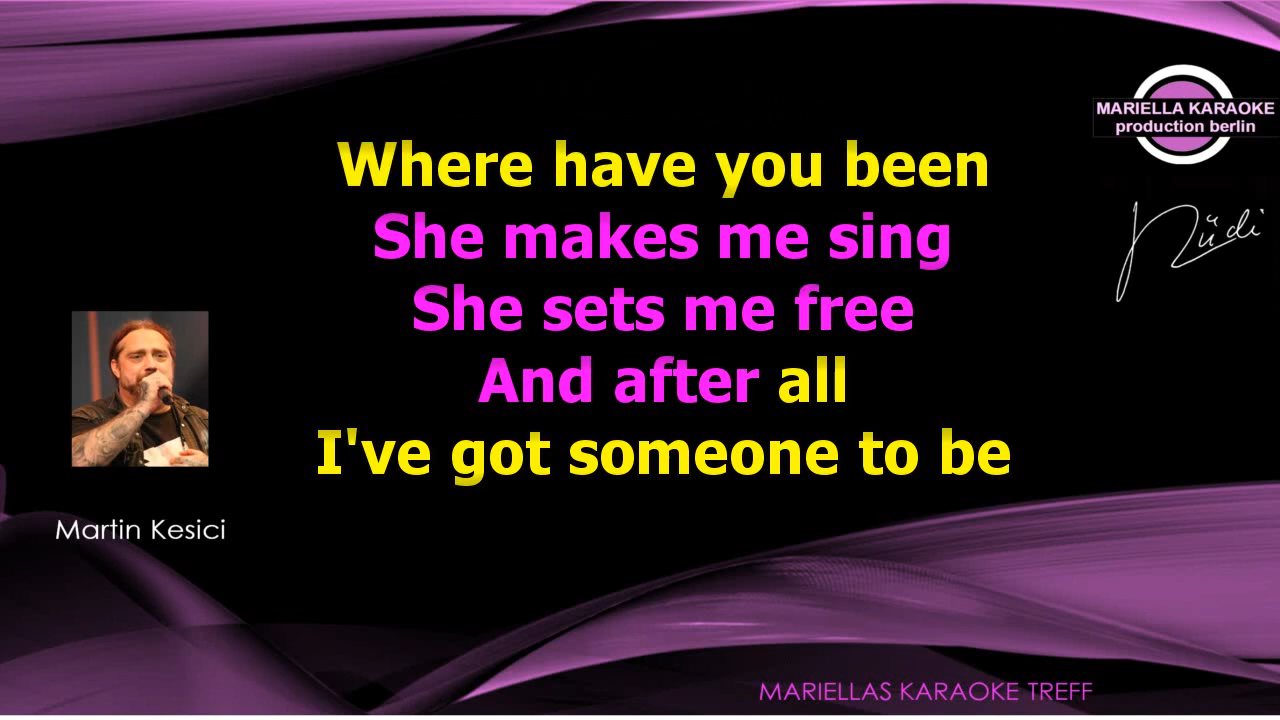 MARIELLA KARAOKE
production berlin
Rüdi
Where have you been
She makes me sing
She sets me free
And after all
I've got someone to be
Martin Kesici
MARIELLAS KARAOKE TREFF